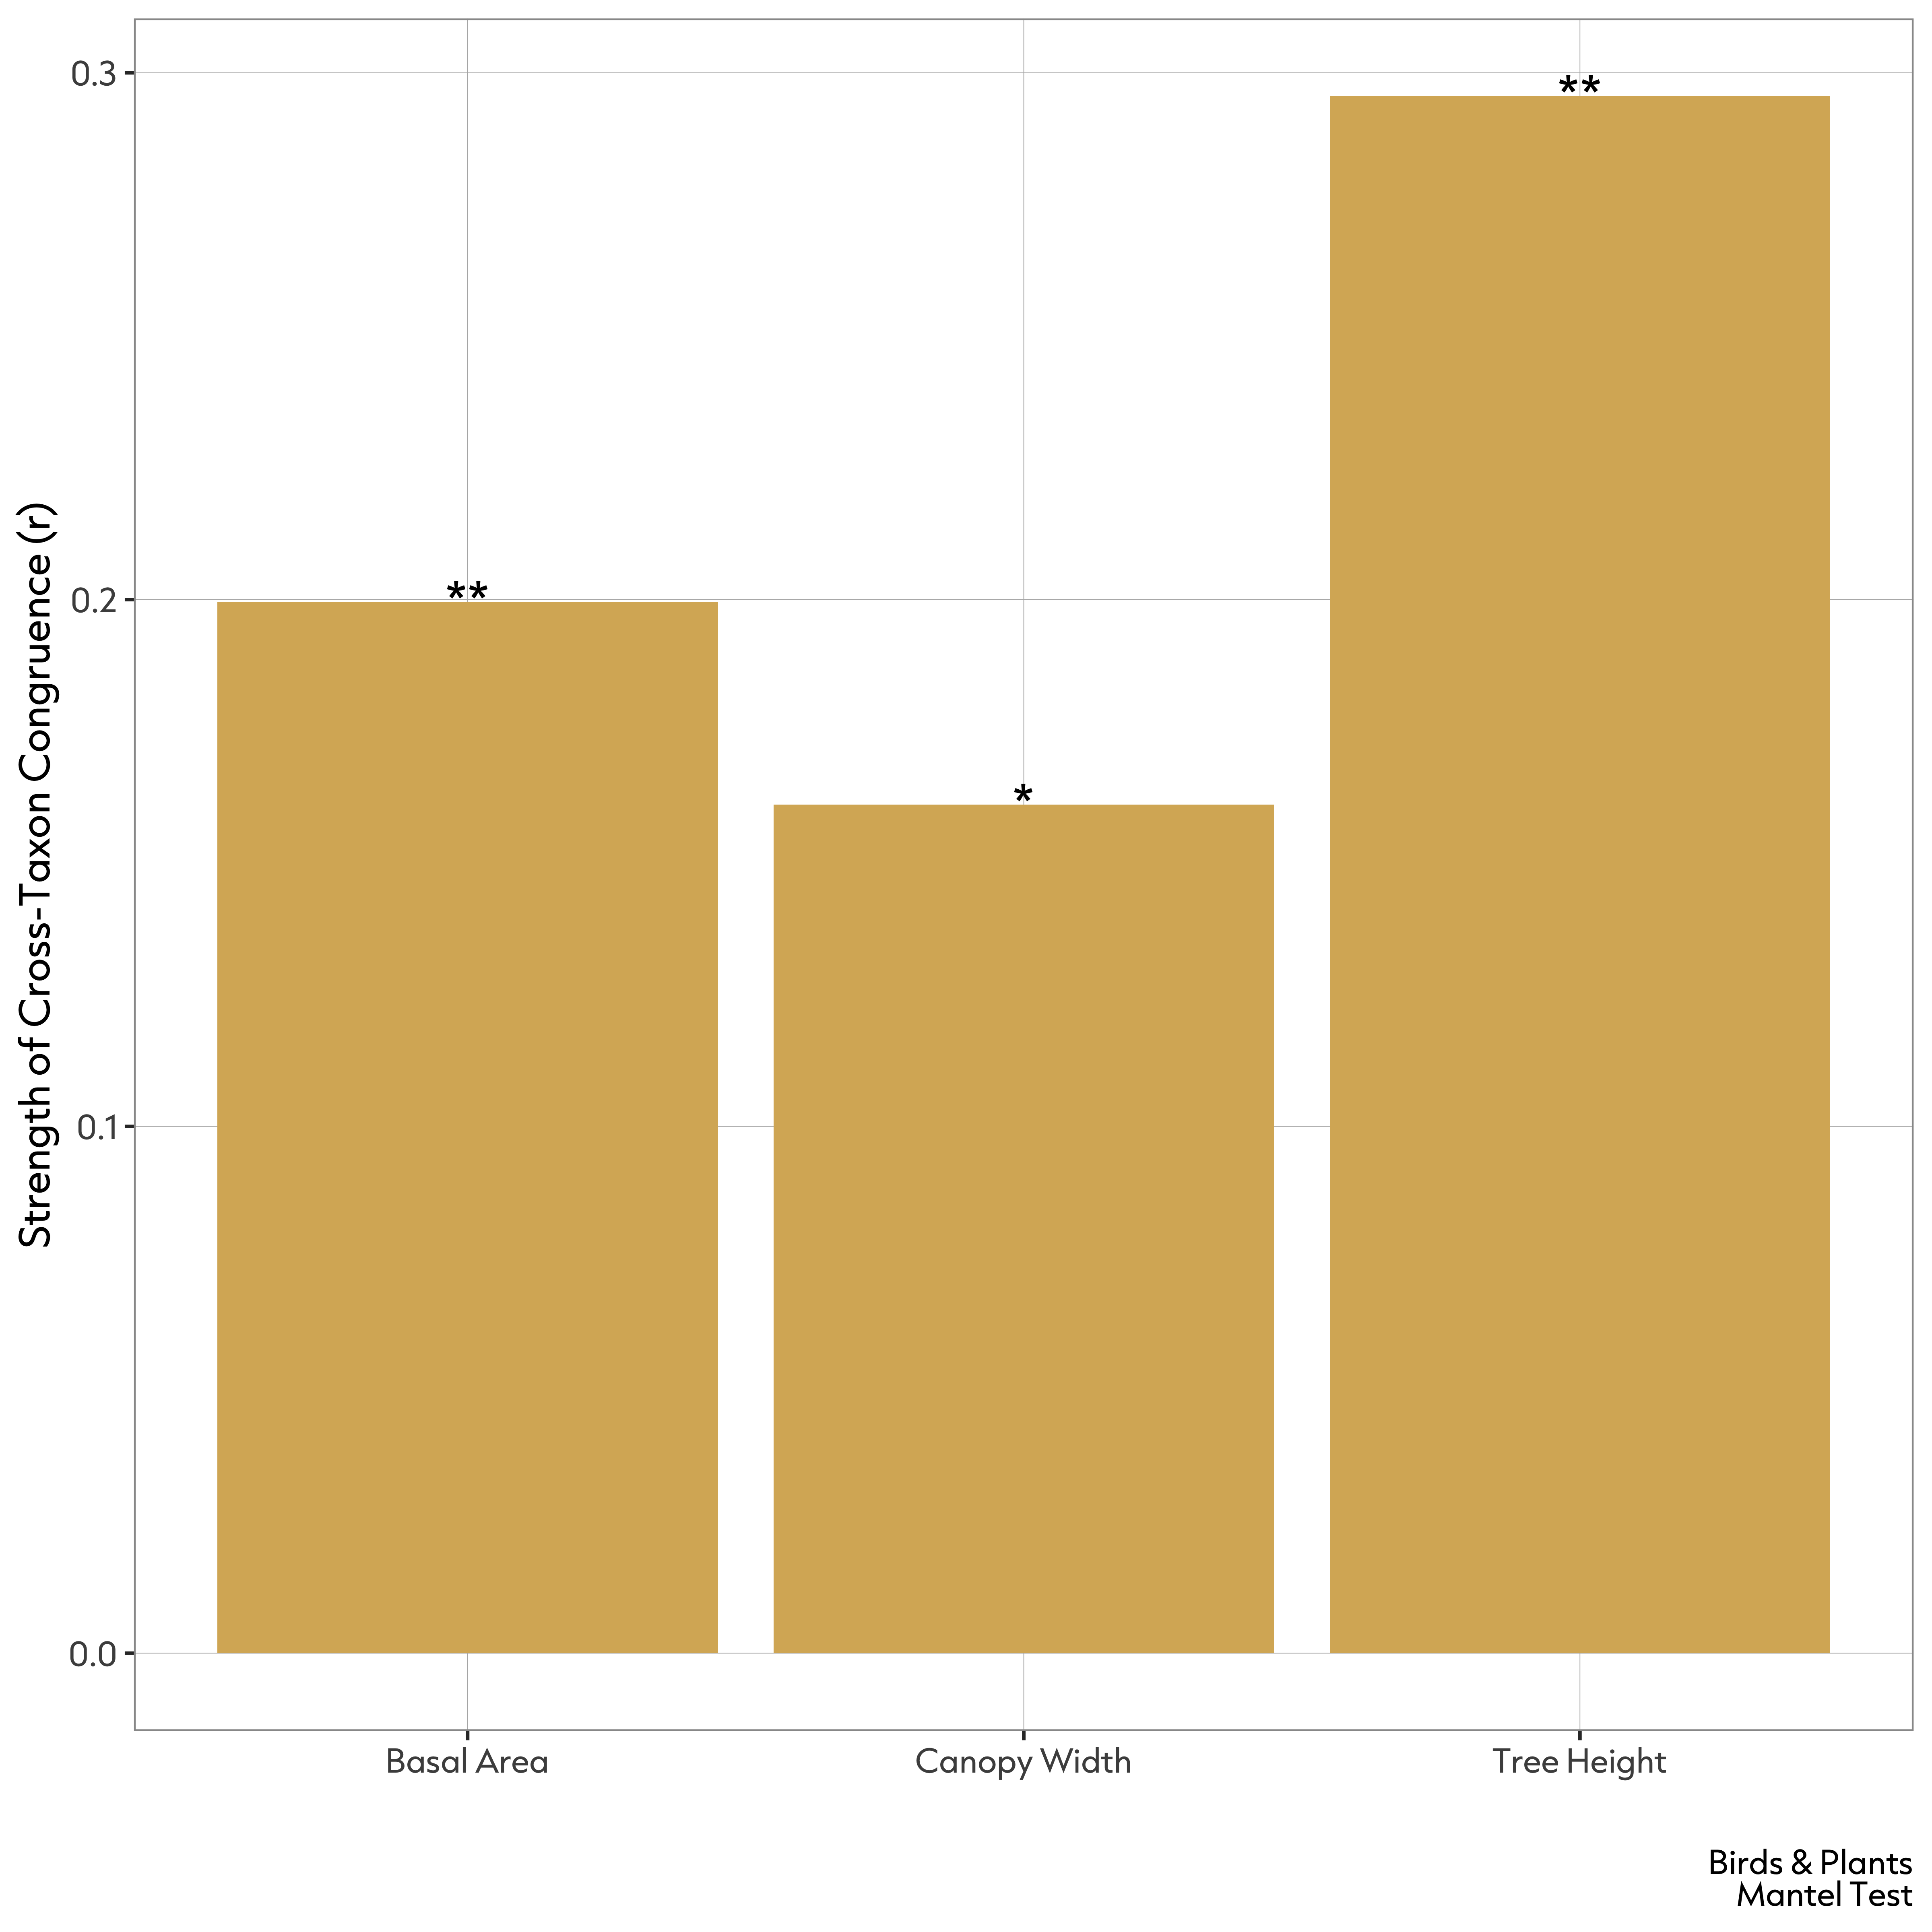 Strength of Cross-Taxon Congruence (r)
0.3
0.2
0.1
0.0
**
*
**
Basal Area
Canopy Width
Tree Height
Birds & Plants
Mantel Test